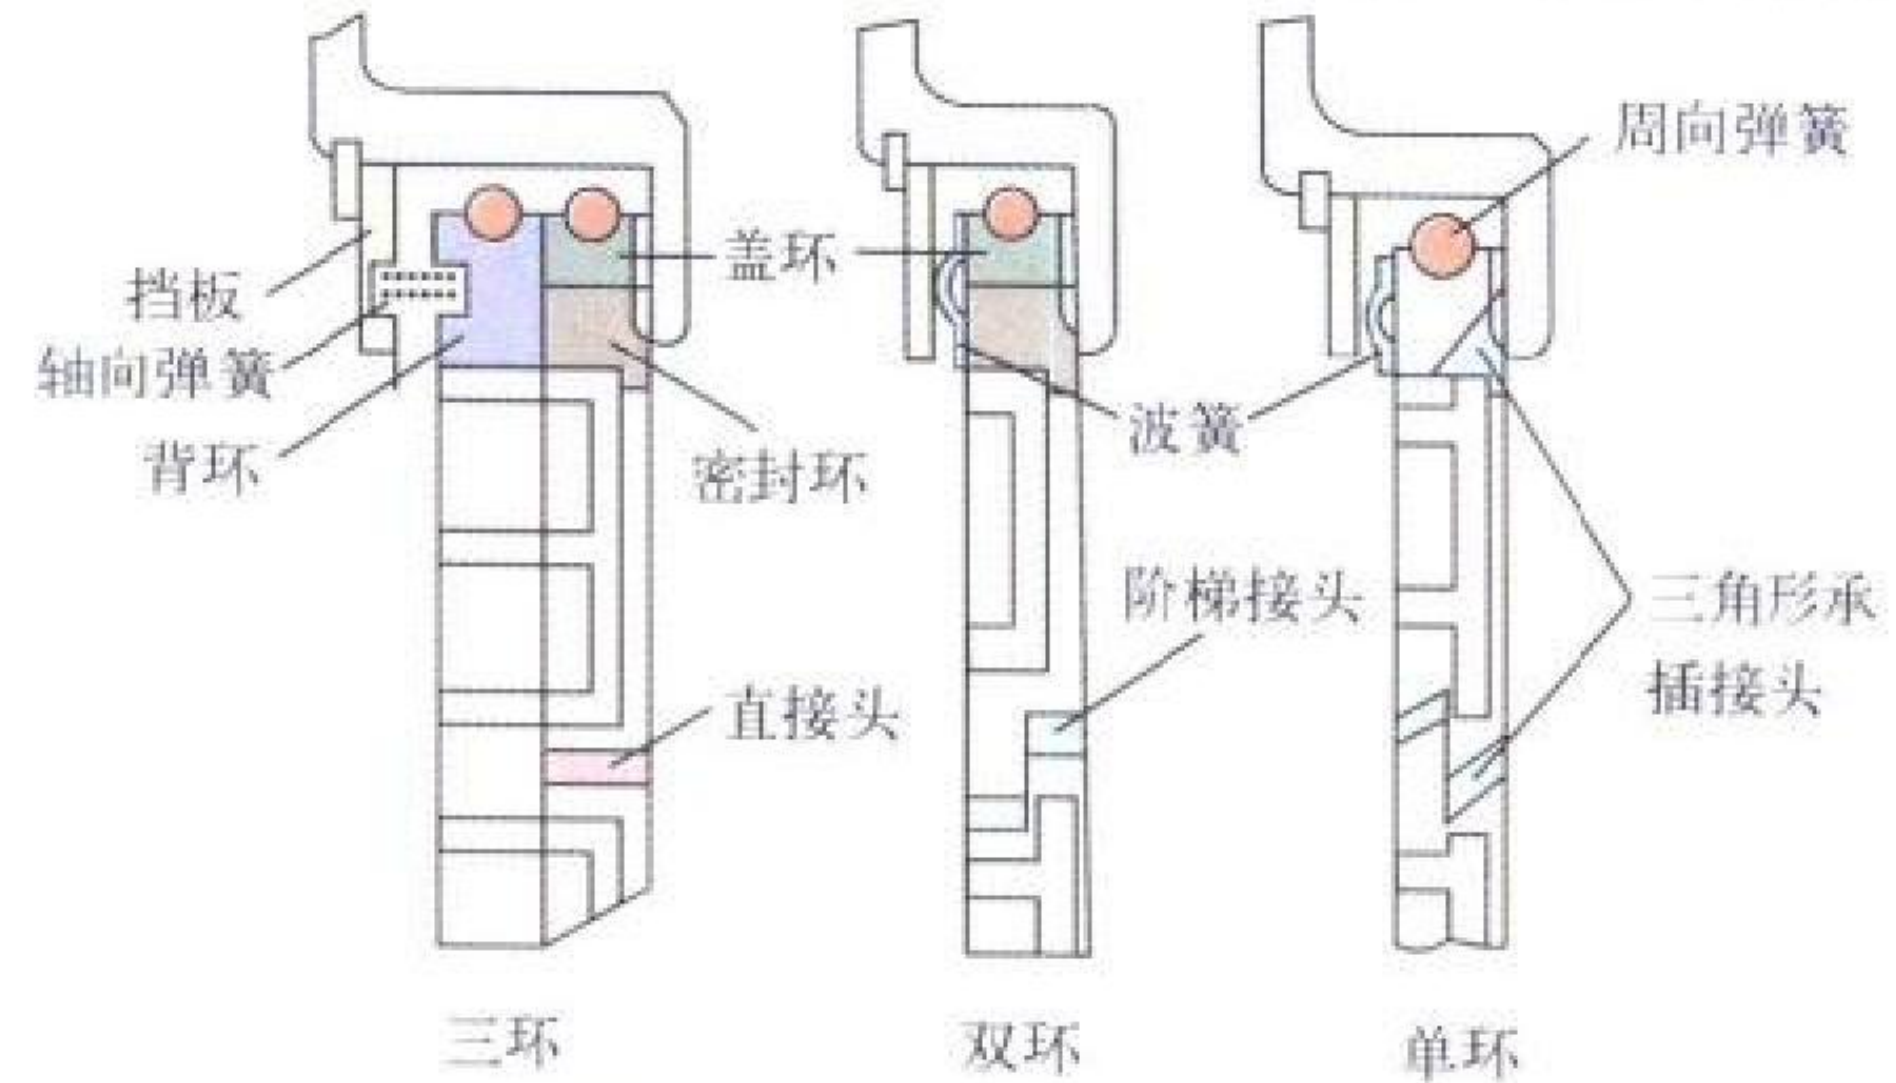 周向弹簧
盖环
挡板
轴向弹簧
背环
密封环
波簧
阶梯接头
三角形承
插接头
直接头
三环
双环
单环